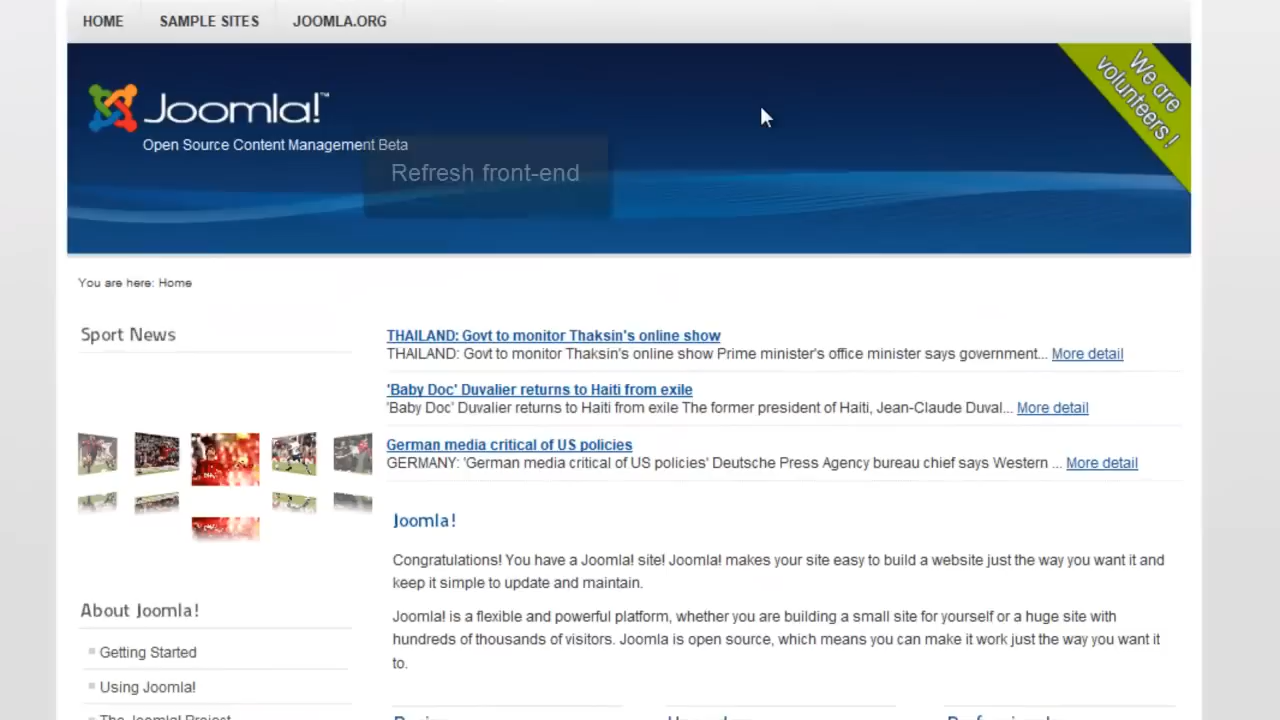 HOME SAMPLE SITES JOOMLA.ORG
We are
volunteers !
Joomla!™
Open Source Content Management Beta
Refresh front-end
You are here: Home
Sport News
THAILAND: Govt to monitor Thaksin's online show
THAILAND: Govt to monitor Thaksin's online show Prime minister's office minister says government... More detail
'Baby Doc' Duvalier returns to Haiti from exile
'Baby Doc' Duvalier returns to Haiti from exile The former president of Haiti, Jean-Claude Duval... More detail
German media critical of US policies
GERMANY: 'German media critical of US policies' Deutsche Press Agency bureau chief says Western ... More detail
Joomla!
Congratulations! You have a Joomla! site! Joomla! makes your site easy to build a website just the way you want it and
keep it simple to update and maintain.
Joomla! is a flexible and powerful platform, whether you are building a small site for yourself or a huge site with
hundreds of thousands of visitors. Joomla is open source, which means you can make it work just the way you want it
to.
About Joomla!
Getting Started
Using Joomla!
The Joomla! Project